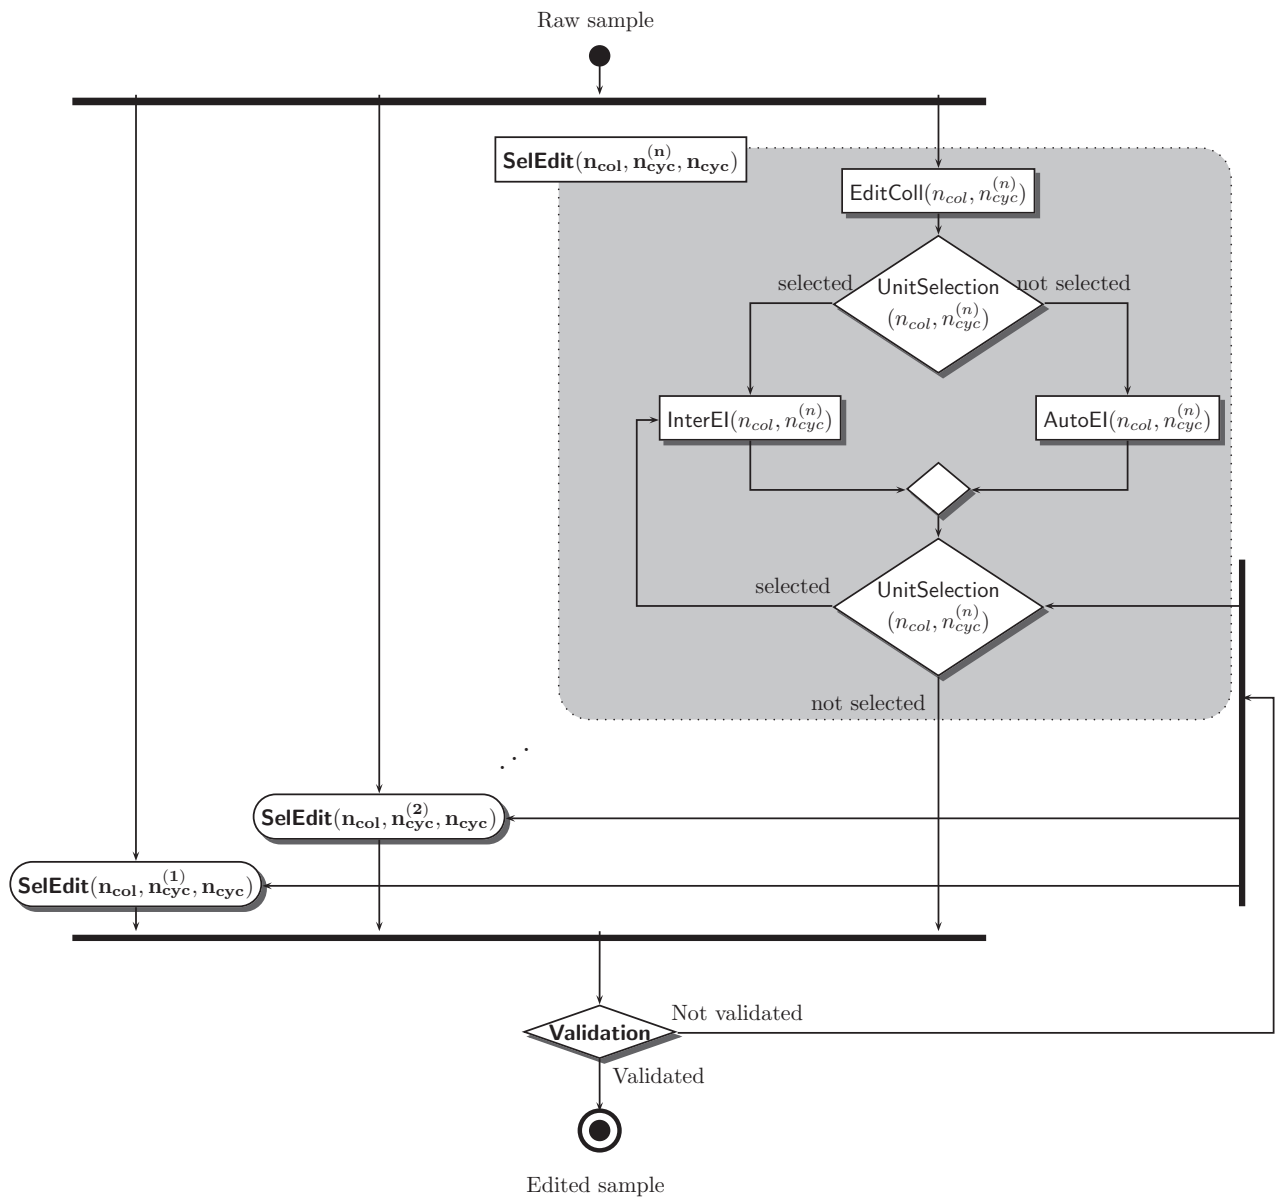 Raw sample
SelEdit(n_col, n_cyc^(n), n_cyc)
EditColl(n_col, n_cyc^(n))
selected
UnitSelection
(n_col, n_cyc^(n))
not selected
InterEI(n_col, n_cyc^(n))
AutoEI(n_col, n_cyc^(n))
selected
UnitSelection
(n_col, n_cyc^(n))
not selected
SelEdit(n_col, n_cyc^(2), n_cyc)
SelEdit(n_col, n_cyc^(1), n_cyc)
Not validated
Validation
Validated
Edited sample